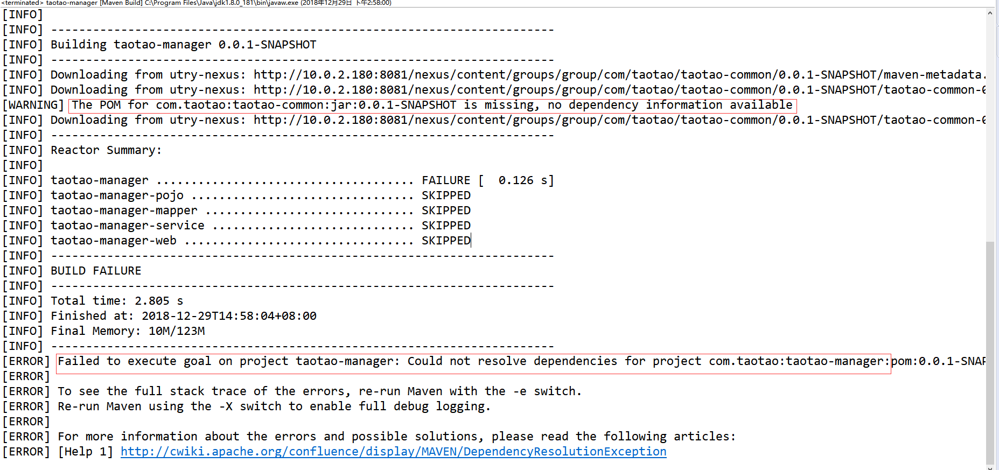 <terminated> taotao-manager [Maven Build] C:\Program Files\Java\jdk1.8.0_181\bin\javaw.exe (2018年12月29日 下午2:58:00)
[INFO]
[INFO] ------------------------------------------------------------------------
[INFO] Building taotao-manager 0.0.1-SNAPSHOT
[INFO] ------------------------------------------------------------------------
[INFO] Downloading from utry-nexus: http://10.0.2.180:8081/nexus/content/groups/group/com/taotao/taotao-common/0.0.1-SNAPSHOT/maven-metadata.
[INFO] Downloading from utry-nexus: http://10.0.2.180:8081/nexus/content/groups/group/com/taotao/taotao-common/0.0.1-SNAPSHOT/taotao-common-0
[WARNING] The POM for com.taotao:taotao-common:jar:0.0.1-SNAPSHOT is missing, no dependency information available
[INFO] Downloading from utry-nexus: http://10.0.2.180:8081/nexus/content/groups/group/com/taotao/taotao-common/0.0.1-SNAPSHOT/taotao-common-0
[INFO] ------------------------------------------------------------------------
[INFO] Reactor Summary:
[INFO]
[INFO] taotao-manager ..................................... FAILURE [  0.126 s]
[INFO] taotao-manager-pojo ................................ SKIPPED
[INFO] taotao-manager-mapper .............................. SKIPPED
[INFO] taotao-manager-service ............................. SKIPPED
[INFO] taotao-manager-web ................................. SKIPPED
[INFO] ------------------------------------------------------------------------
[INFO] BUILD FAILURE
[INFO] ------------------------------------------------------------------------
[INFO] Total time: 2.805 s
[INFO] Finished at: 2018-12-29T14:58:04+08:00
[INFO] Final Memory: 10M/123M
[INFO] ------------------------------------------------------------------------
[ERROR] Failed to execute goal on project taotao-manager: Could not resolve dependencies for project com.taotao:taotao-manager:pom:0.0.1-SNAP
[ERROR]
[ERROR] To see the full stack trace of the errors, re-run Maven with the -e switch.
[ERROR] Re-run Maven using the -X switch to enable full debug logging.
[ERROR]
[ERROR] For more information about the errors and possible solutions, please read the following articles:
[ERROR] [Help 1] http://cwiki.apache.org/confluence/display/MAVEN/DependencyResolutionException